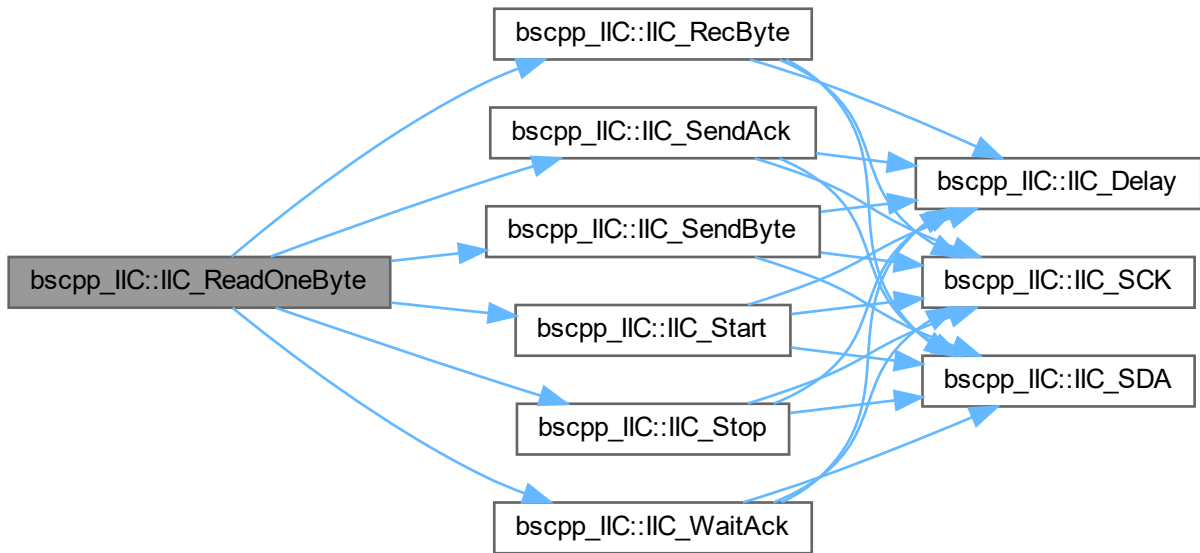 bscpp_IIC::IIC_ReadOneByte
bscpp_IIC::IIC_RecByte
bscpp_IIC::IIC_SendAck
bscpp_IIC::IIC_SendByte
bscpp_IIC::IIC_Start
bscpp_IIC::IIC_Stop
bscpp_IIC::IIC_WaitAck
bscpp_IIC::IIC_Delay
bscpp_IIC::IIC_SCK
bscpp_IIC::IIC_SDA